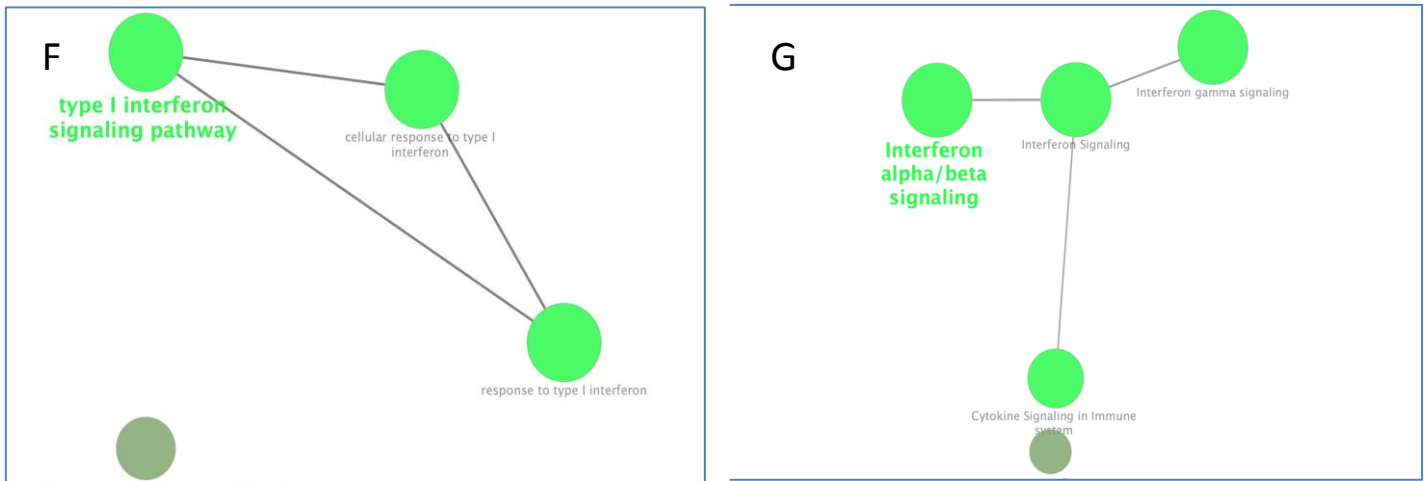 F
type I interferon
signaling pathway
cellular response to type I
interferon
response to type I interferon
G
Interferon gamma signaling
Interferon Signaling
Interferon
alpha/beta
signaling
Cytokine Signaling in Immune
system